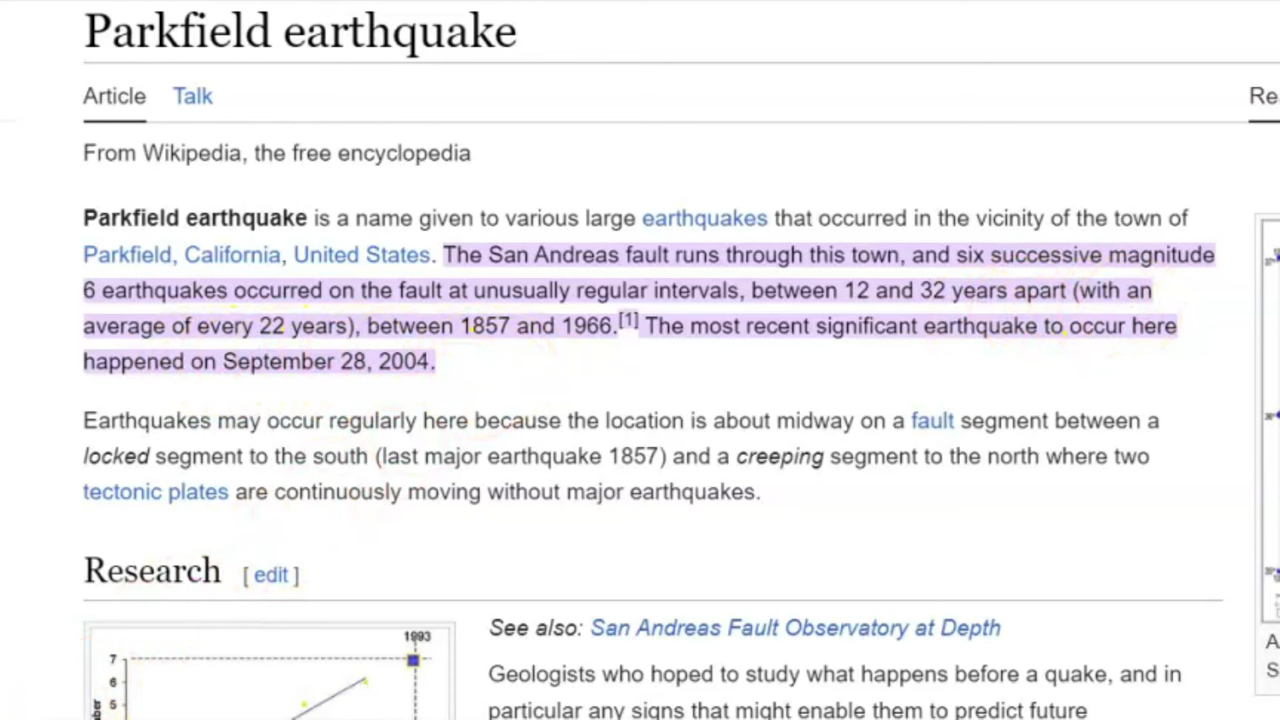 Parkfield earthquake
Article Talk Re
From Wikipedia, the free encyclopedia
Parkfield earthquake is a name given to various large earthquakes that occurred in the vicinity of the town of
Parkfield, California, United States. The San Andreas fault runs through this town, and six successive magnitude
6 earthquakes occurred on the fault at unusually regular intervals, between 12 and 32 years apart (with an
average of every 22 years), between 1857 and 1966.[1] The most recent significant earthquake to occur here
happened on September 28, 2004.
Earthquakes may occur regularly here because the location is about midway on a fault segment between a
locked segment to the south (last major earthquake 1857) and a creeping segment to the north where two
tectonic plates are continuously moving without major earthquakes.
Research [ edit ]
See also: San Andreas Fault Observatory at Depth
Geologists who hoped to study what happens before a quake, and in
particular any signs that might enable them to predict future
1993
7
6
5
ber
A
S